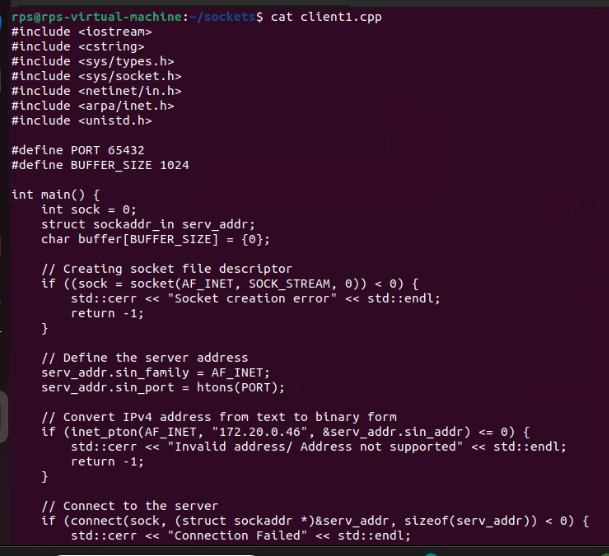 rps@rps-virtual-machine:~/sockets$ cat client1.cpp
#include <iostream>
#include <cstring>
#include <sys/types.h>
#include <sys/socket.h>
#include <netinet/in.h>
#include <arpa/inet.h>
#include <unistd.h>

#define PORT 65432
#define BUFFER_SIZE 1024

int main() {
    int sock = 0;
    struct sockaddr_in serv_addr;
    char buffer[BUFFER_SIZE] = {0};

    // Creating socket file descriptor
    if ((sock = socket(AF_INET, SOCK_STREAM, 0)) < 0) {
        std::cerr << "Socket creation error" << std::endl;
        return -1;
    }

    // Define the server address
    serv_addr.sin_family = AF_INET;
    serv_addr.sin_port = htons(PORT);

    // Convert IPv4 address from text to binary form
    if (inet_pton(AF_INET, "172.20.0.46", &serv_addr.sin_addr) <= 0) {
        std::cerr << "Invalid address/ Address not supported" << std::endl;
        return -1;
    }

    // Connect to the server
    if (connect(sock, (struct sockaddr *)&serv_addr, sizeof(serv_addr)) < 0) {
        std::cerr << "Connection Failed" << std::endl;